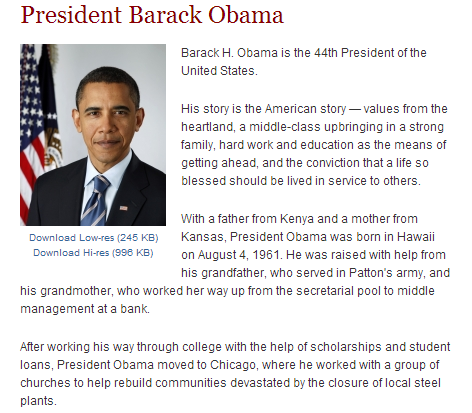 President Barack Obama
Barack H. Obama is the 44th President of the
United States.
His story is the American story — values from the
heartland, a middle-class upbringing in a strong
family, hard work and education as the means of
getting ahead, and the conviction that a life so
blessed should be lived in service to others.
Download Low-res (245 KB)
Download Hi-res (996 KB)
With a father from Kenya and a mother from
Kansas, President Obama was born in Hawaii
on August 4, 1961. He was raised with help from
his grandfather, who served in Patton's army, and
his grandmother, who worked her way up from the secretarial pool to middle
management at a bank.
After working his way through college with the help of scholarships and student
loans, President Obama moved to Chicago, where he worked with a group of
churches to help rebuild communities devastated by the closure of local steel
plants.